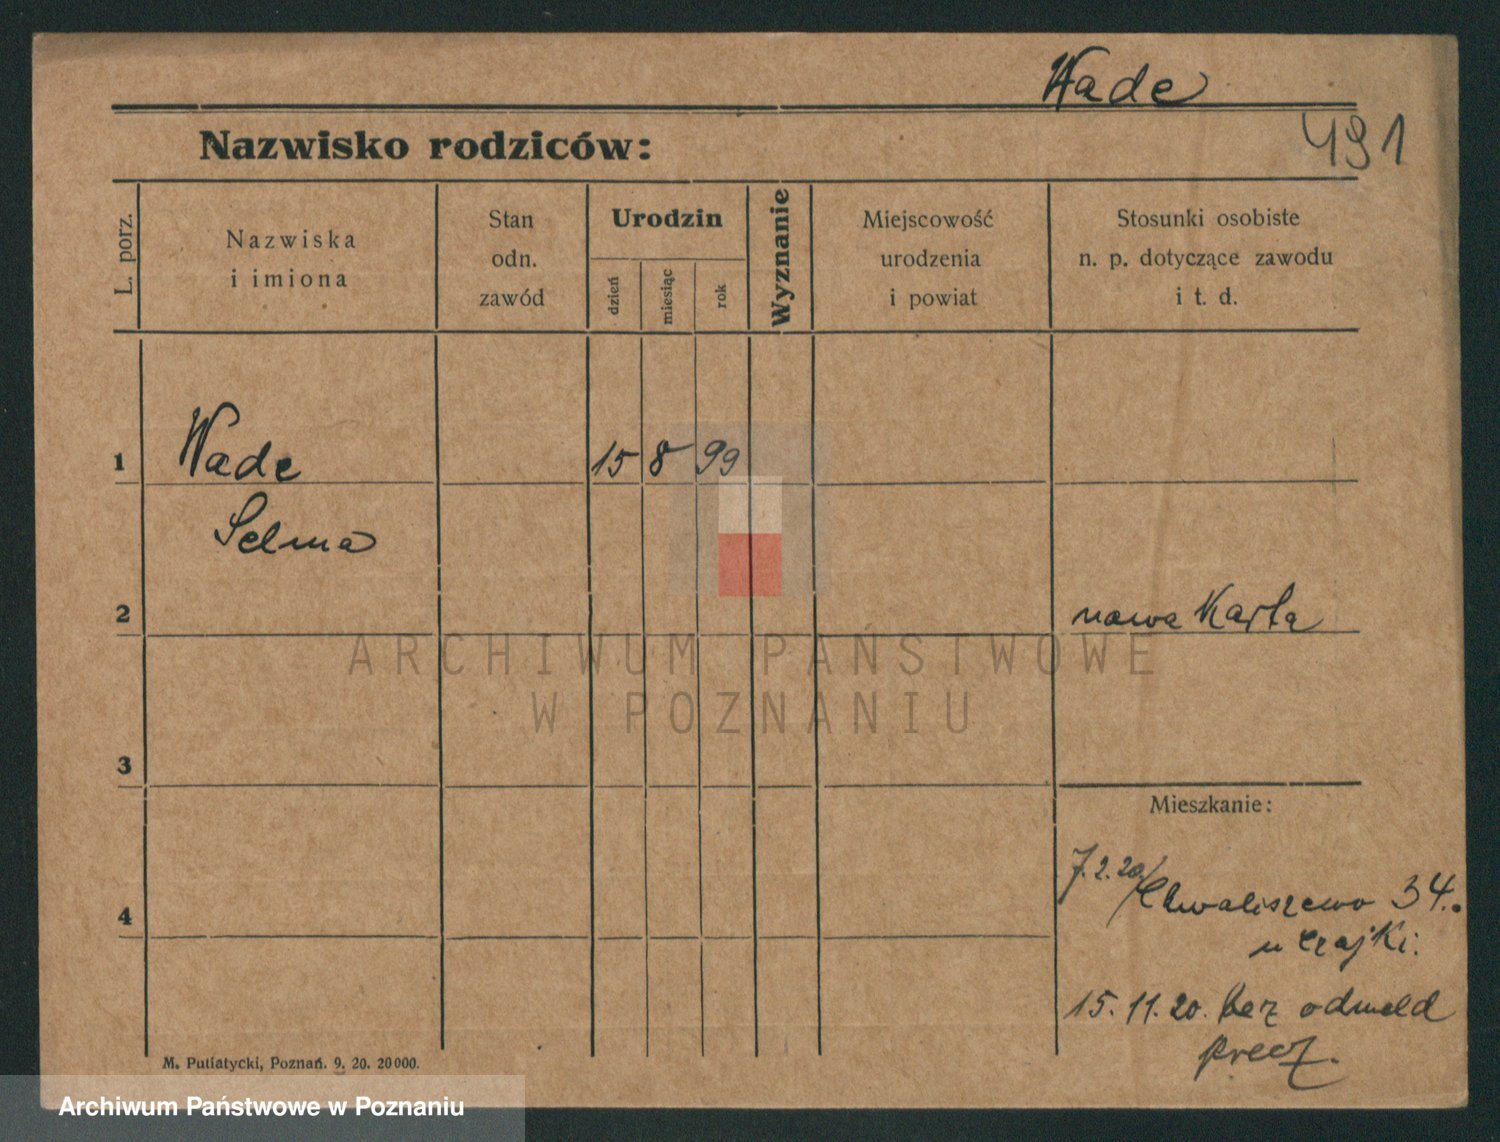 Wade
491
Nazwisko rodziców:
L. porz.
Nazwiska
i imiona
Stan
odn.
zawód
Urodzin
dzień
miesiąc
rok
Wyznanie
Miejscowość
urodzenia
i powiat
Stosunki osobiste
n. p. dotyczące zawodu
i t. d.
1
Wade
15 8 99
Selma
2
nowa Karta
ARCHIWUM PAŃSTWOWE
W POZNANIU
3
Mieszkanie:
7.2.20/ Chwaliszewo 34.
4
u Czajki.
15.11.20. bez odmeld
precz.
M. Putiatycki, Poznań. 9. 20. 20000.
Archiwum Państwowe w Poznaniu